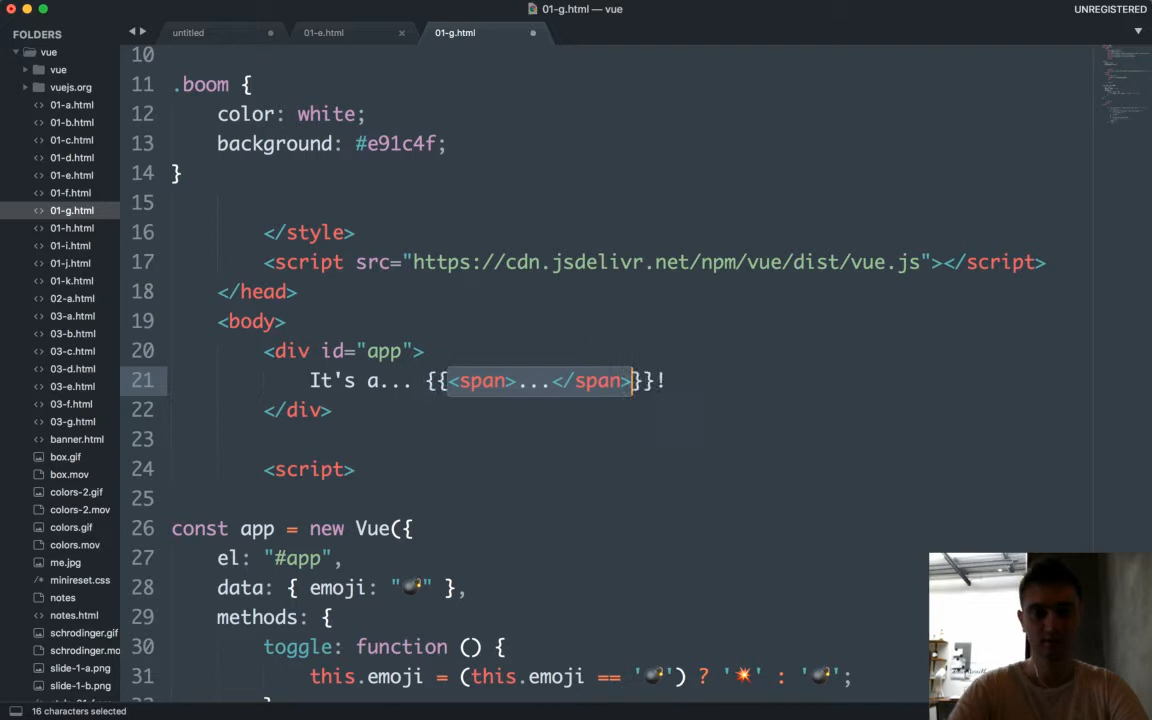 01-g.html — vue
UNREGISTERED
FOLDERS
untitled
01-e.html
01-g.html
vue
vue
vuejs.org
01-a.html
01-b.html
01-c.html
01-d.html
01-e.html
01-f.html
01-g.html
01-h.html
01-i.html
01-j.html
01-k.html
02-a.html
03-a.html
03-b.html
03-c.html
03-d.html
03-e.html
03-f.html
03-g.html
banner.html
box.gif
box.mov
colors-2.gif
colors-2.mov
colors.gif
colors.mov
me.jpg
minireset.css
notes
notes.html
schrodinger.gif
schrodinger.mo
slide-1-a.png
slide-1-b.png
10
11 .boom {
12 color: white;
13 background: #e91c4f;
14 }
15
16 </style>
17 <script src="https://cdn.jsdelivr.net/npm/vue/dist/vue.js"></script>
18 </head>
19 <body>
20 <div id="app">
21 It's a... {{<span>...</span>}}!
22 </div>
23
24 <script>
25
26 const app = new Vue({
27 el: "#app",
28 data: { emoji: "💣" },
29 methods: {
30 toggle: function () {
31 this.emoji = (this.emoji == '💣') ? '💥' : '💣';
16 characters selected